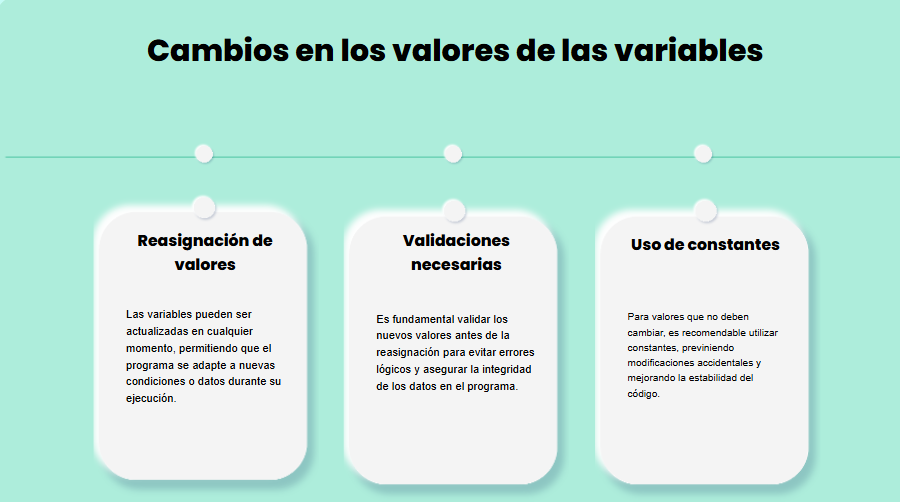 Cambios en los valores de las variables
Reasignación de
valores
Las variables pueden ser
actualizadas en cualquier
momento, permitiendo que el
programa se adapte a nuevas
condiciones o datos durante su
ejecución.
Validaciones
necesarias
Es fundamental validar los
nuevos valores antes de la
reasignación para evitar errores
lógicos y asegurar la integridad
de los datos en el programa.
Uso de constantes
Para valores que no deben
cambiar, es recomendable utilizar
constantes, previniendo
modificaciones accidentales y
mejorando la estabilidad del
código.